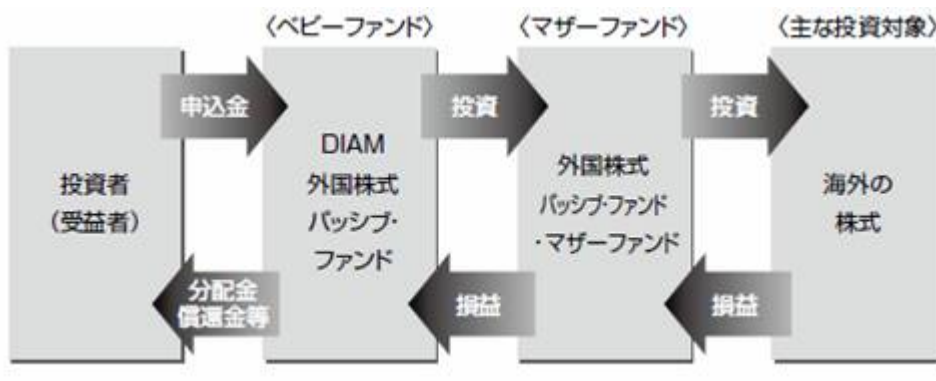 〈ベビーファンド〉
〈マザーファンド〉
〈主な投資対象〉
申込金
投資
投資
投資者
(受益者)
DIAM
外国株式
パッシブ・
ファンド
外国株式
パッシブ・ファンド
・マザーファンド
海外の
株式
分配金
償還金等
損益
損益